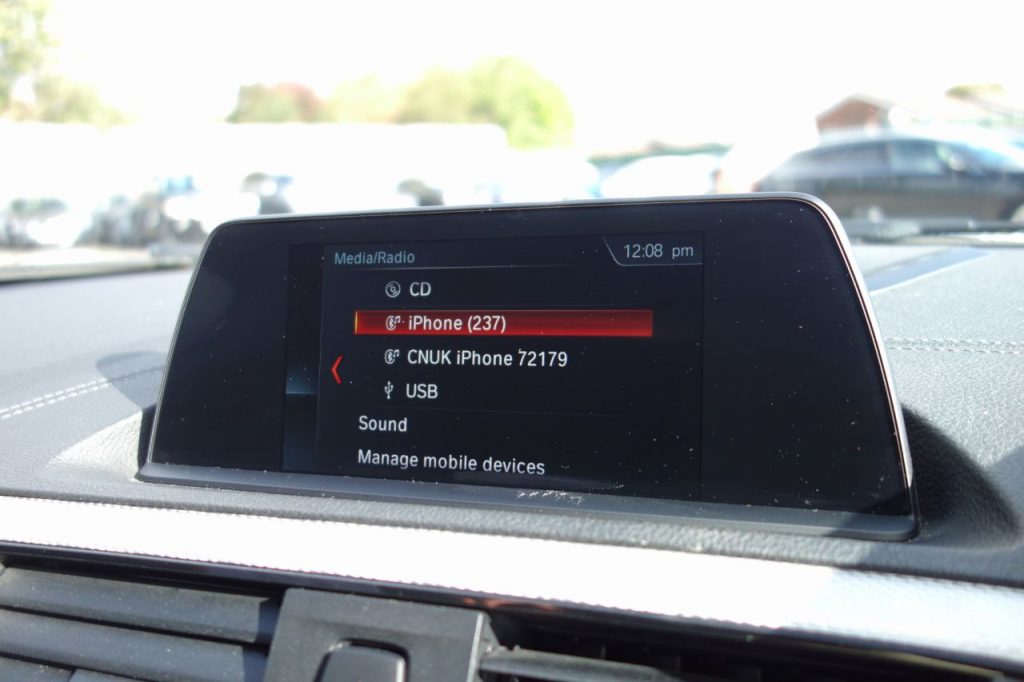 Media/Radio
12:08 pm
CD
iPhone (237)
CNUK iPhone 72179
USB
Sound
Manage mobile devices